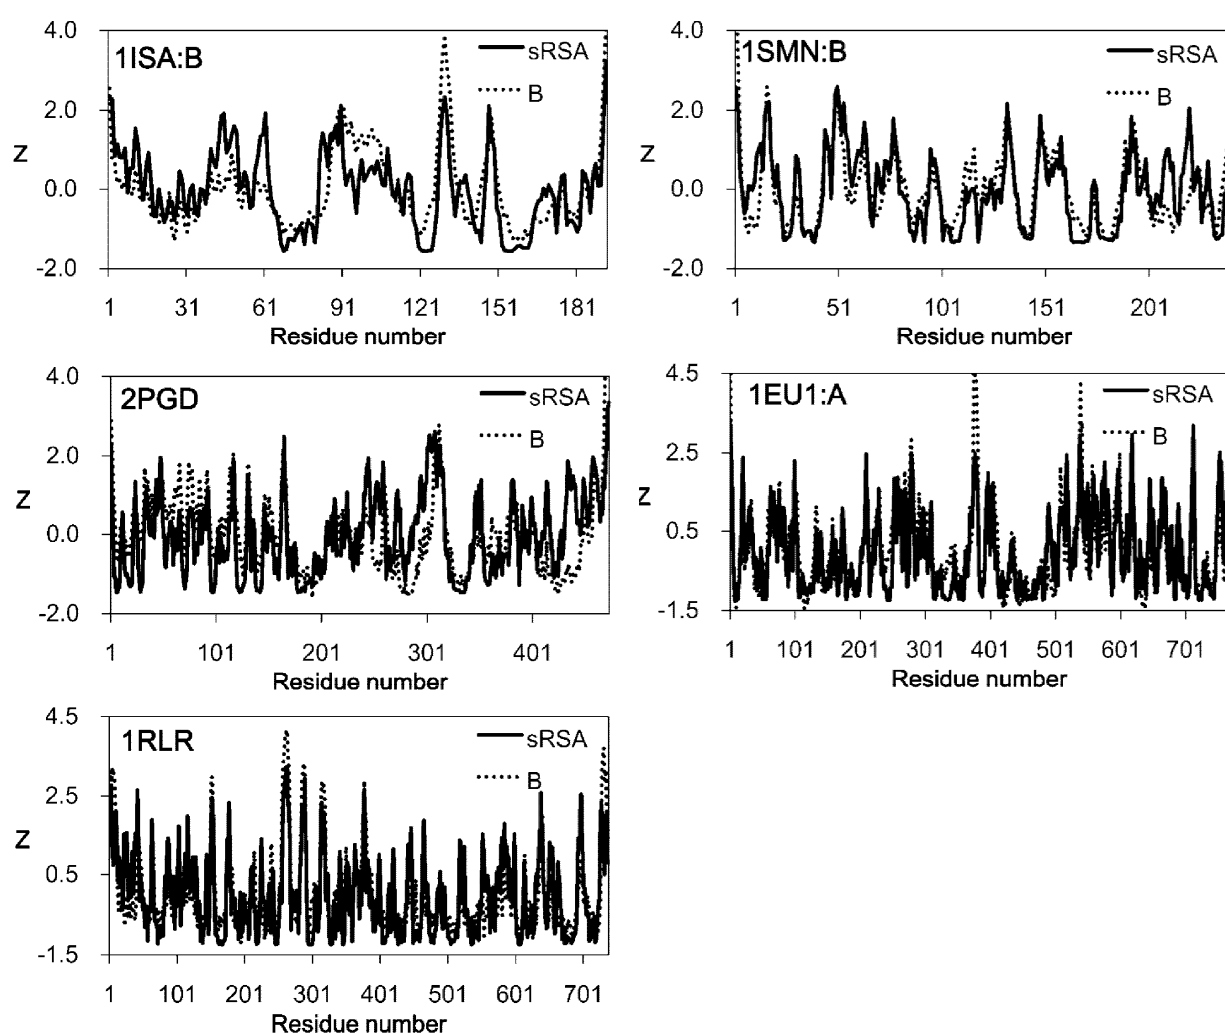 4.0 2.0 0.0 -2.0
Z
1ISA:B
sRSA
B
1 31 61 91 121 151 181
Residue number
4.0 2.0 0.0 -2.0
Z
1SMN:B
sRSA
B
1 51 101 151 201
Residue number
4.0 2.0 0.0 -2.0
Z
2PGD
sRSA
B
1 101 201 301 401
Residue number
4.5 2.5 0.5 -1.5
Z
1EU1:A
sRSA
B
1 101 201 301 401 501 601 701
Residue number
4.5 2.5 0.5 -1.5
Z
1RLR
sRSA
B
1 101 201 301 401 501 601 701
Residue number